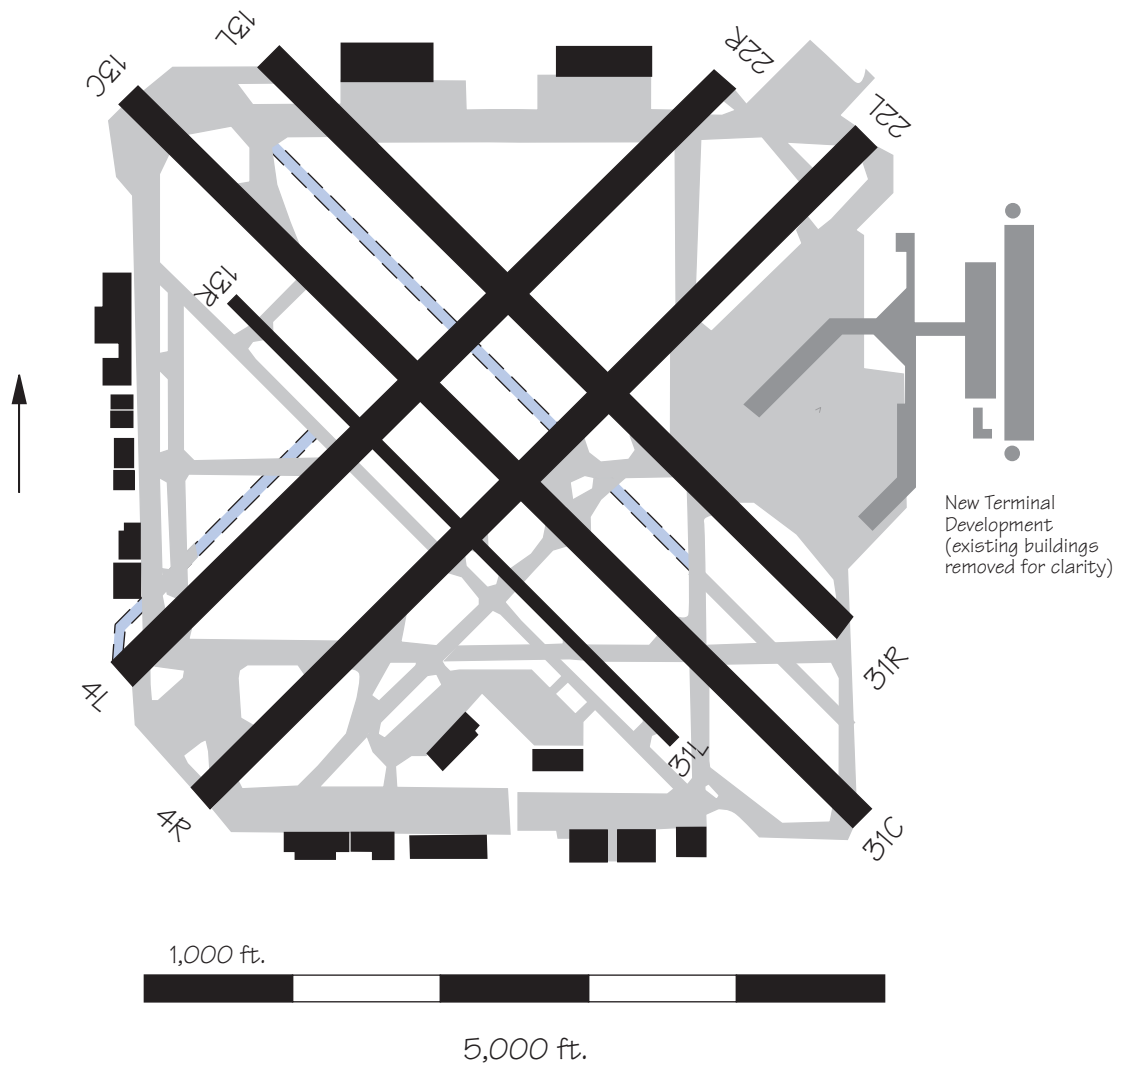 13L
22R
13C
22L
13R
New Terminal
Development
(existing buildings
removed for clarity)
31R
4L
31L
4R
31C
1,000 ft.
5,000 ft.